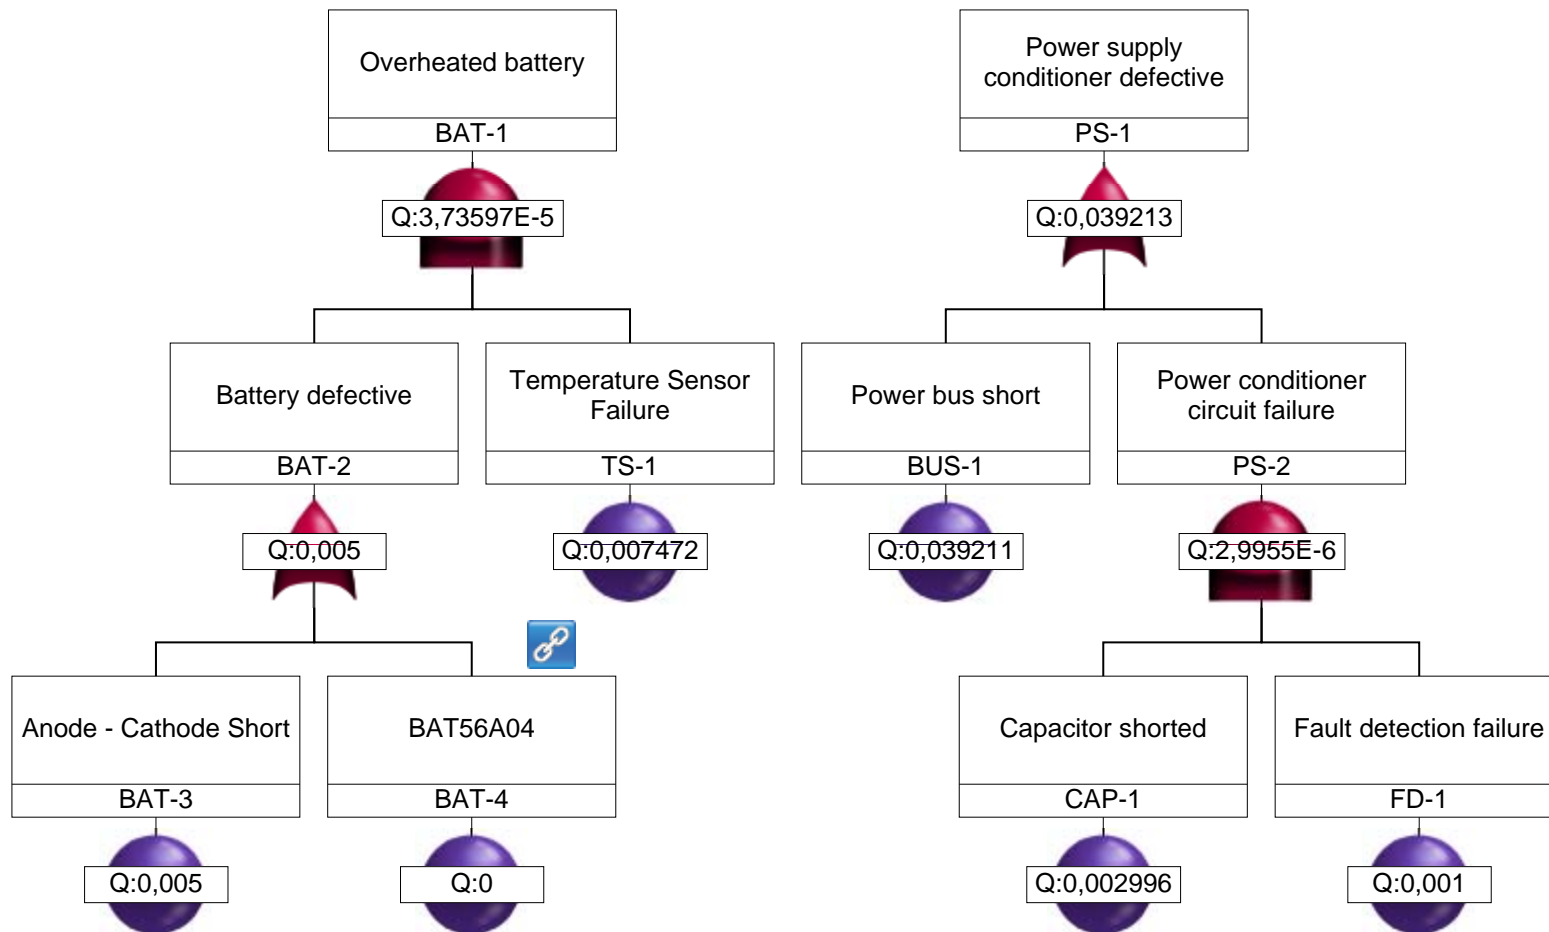 Overheated battery
BAT-1
Q:3,73597E-5
Power supply
conditioner defective
PS-1
Q:0,039213
Battery defective
BAT-2
Q:0,005
Temperature Sensor
Failure
TS-1
Q:0,007472
Power bus short
BUS-1
Q:0,039211
Power conditioner
circuit failure
PS-2
Q:2,9955E-6
Anode - Cathode Short
BAT-3
Q:0,005
BAT56A04
BAT-4
Q:0
Capacitor shorted
CAP-1
Q:0,002996
Fault detection failure
FD-1
Q:0,001